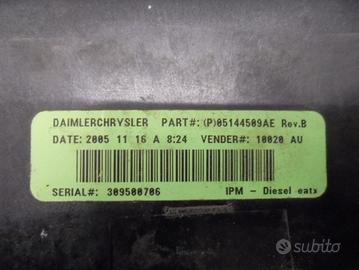 DAIMLERCHRYSLER PART#: (P)05144509AE Rev.B
DATE: 2005 11 16 A 8:24 VENDER#: 10020 AU
SERIAL#: 309500706 IPM - Diesel eatx
subito